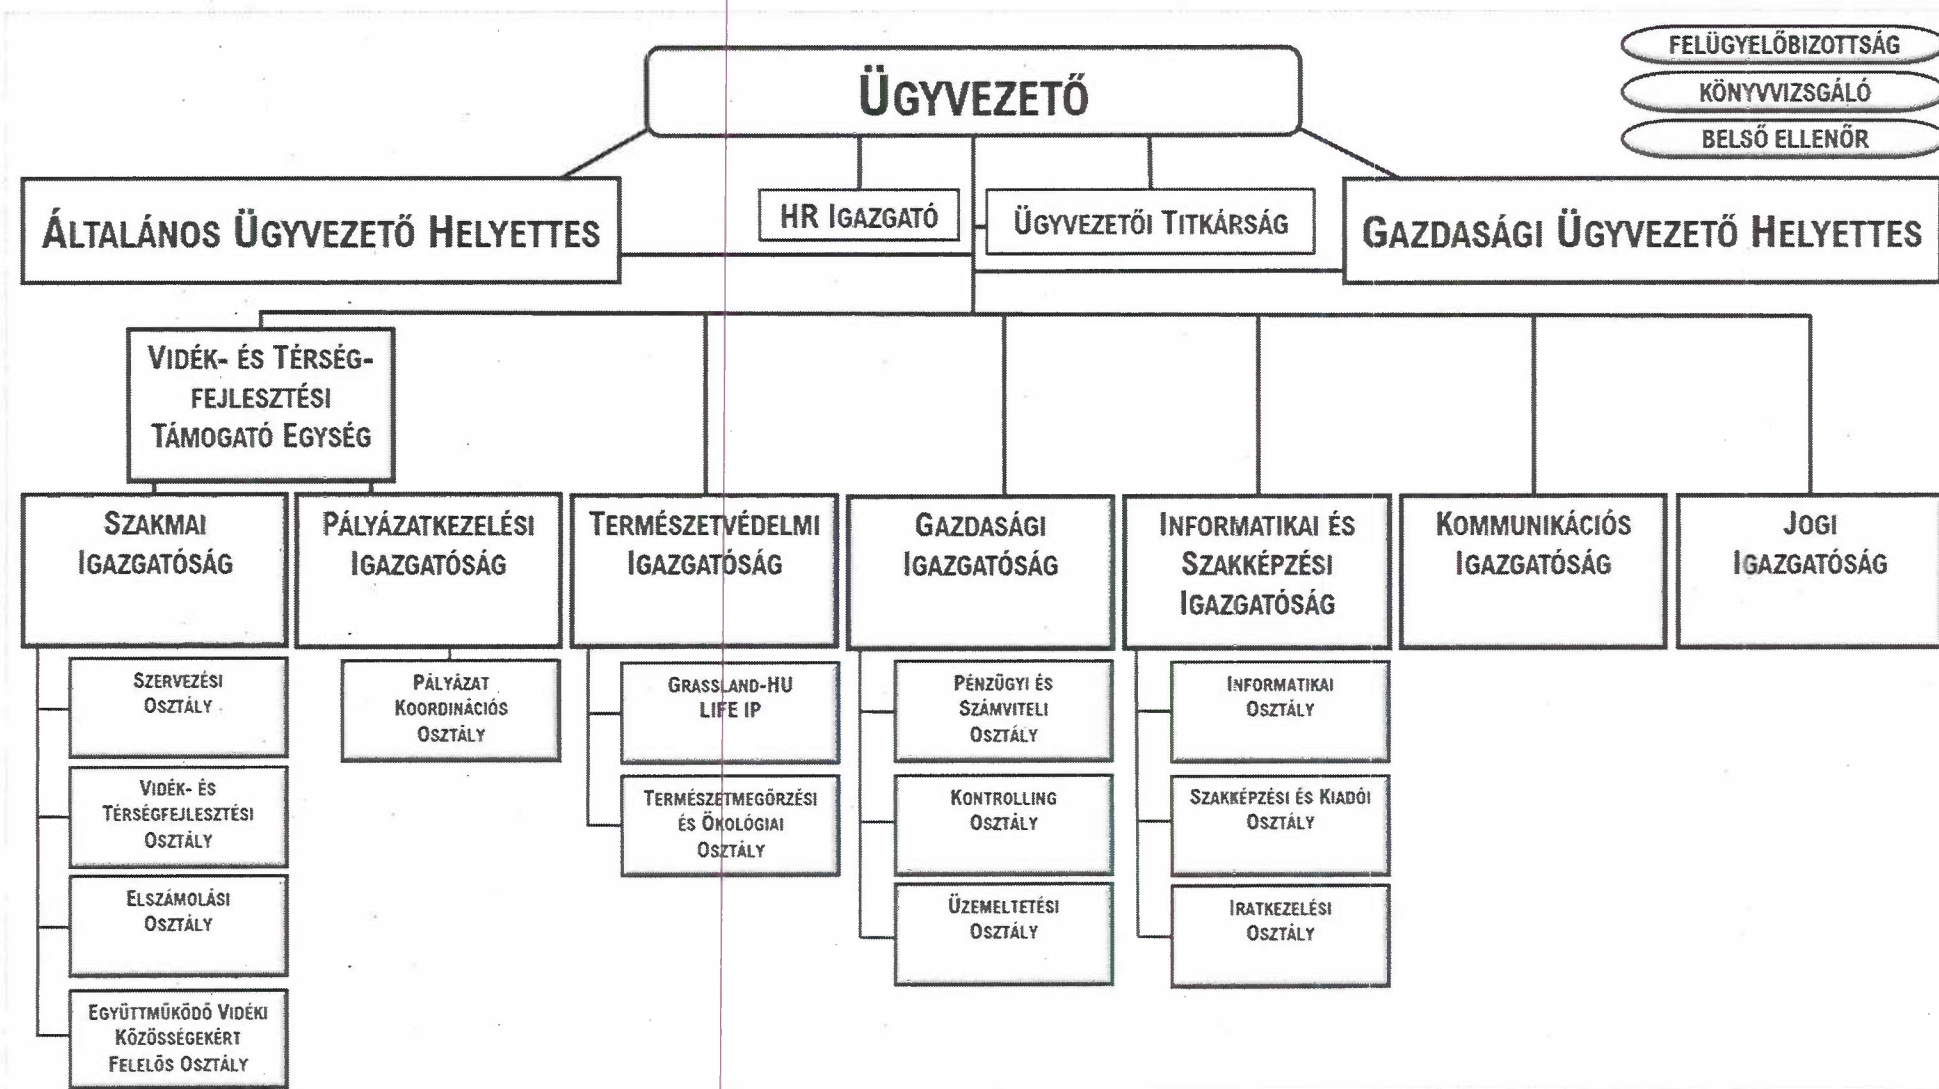 FELÜGYELŐBIZOTTSÁG
KÖNYVVIZSGÁLÓ
BELSŐ ELLENŐR
ÜGYVEZETŐ
ÁLTALÁNOS ÜGYVEZETŐ HELYETTES
HR IGAZGATÓ
ÜGYVEZETŐI TITKÁRSÁG
GAZDASÁGI ÜGYVEZETŐ HELYETTES
VIDÉK- ÉS TÉRSÉG-
FEJLESZTÉSI
TÁMOGATÓ EGYSÉG
SZAKMAI
IGAZGATÓSÁG
SZERVEZÉSI
OSZTÁLY
VIDÉK- ÉS
TÉRSÉGFEJLESZTÉSI
OSZTÁLY
ELSZÁMOLÁSI
OSZTÁLY
EGYÜTTMŰKÖDŐ VIDÉKI
KÖZÖSSÉGEKÉRT
FELELŐS OSZTÁLY
PÁLYÁZATKEZELÉSI
IGAZGATÓSÁG
PÁLYÁZAT
KOORDINÁCIÓS
OSZTÁLY
TERMÉSZETVÉDELMI
IGAZGATÓSÁG
GRASSLAND-HU
LIFE IP
TERMÉSZETMEGŐRZÉSI
ÉS ÖKOLÓGIAI
OSZTÁLY
GAZDASÁGI
IGAZGATÓSÁG
PÉNZÜGYI ÉS
SZÁMVITELI
OSZTÁLY
KONTROLLING
OSZTÁLY
ÜZEMELTETÉSI
OSZTÁLY
INFORMATIKAI ÉS
SZAKKÉPZÉSI
IGAZGATÓSÁG
INFORMATIKAI
OSZTÁLY
SZAKKÉPZÉSI ÉS KIADÓI
OSZTÁLY
IRATKEZELÉSI
OSZTÁLY
KOMMUNIKÁCIÓS
IGAZGATÓSÁG
JOGI
IGAZGATÓSÁG